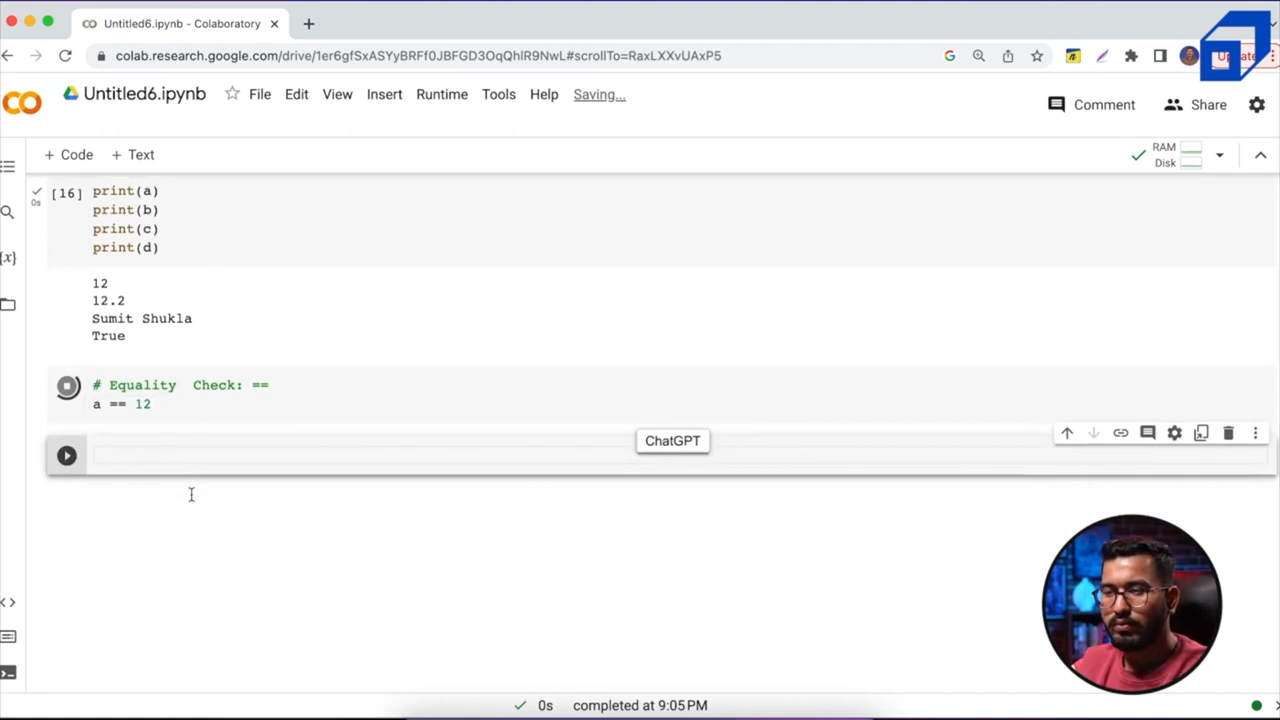 Untitled6.ipynb - Colaboratory
colab.research.google.com/drive/1er6gfSxASYyBRFf0JBFGD3OqQhlR9NwL#scrollTo=RaxLXXvUAxP5
Update
Untitled6.ipynb File Edit View Insert Runtime Tools Help Saving...
Comment Share
+ Code + Text
RAM
Disk
[16] print(a)
0s
print(b)
print(c)
print(d)
12
12.2
Sumit Shukla
True
# Equality Check: ==
a == 12
ChatGPT
{x}
0s completed at 9:05 PM